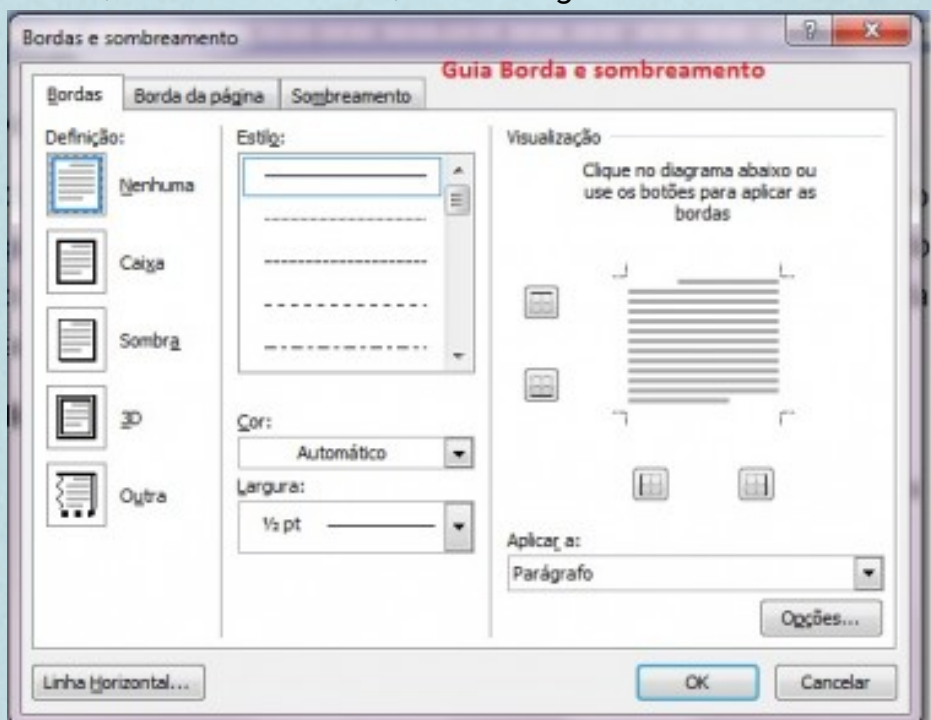 Bordas e sombreamento
Guia Borda e sombreamento
Bordas
Borda da página
Sombreamento
Definição:
Nenhuma
Caixa
Sombra
3D
Outra
Estilo:
Cor:
Automático
Largura:
½ pt
Visualização
Clique no diagrama abaixo ou
use os botões para aplicar as
bordas
Aplicar a:
Parágrafo
Opções...
Linha Horizontal...
OK
Cancelar